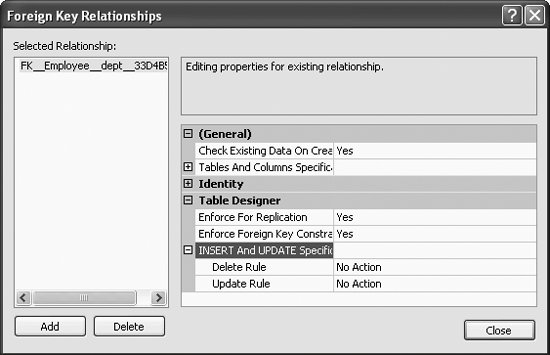 Foreign Key Relationships
Selected Relationship:
FK__Employee__dept__33D4B5
Editing properties for existing relationship.
(General)
Check Existing Data On Crea Yes
Tables And Columns Specific
Identity
Table Designer
Enforce For Replication Yes
Enforce Foreign Key Constra Yes
INSERT And UPDATE Specific
Delete Rule No Action
Update Rule No Action
Add Delete
Close